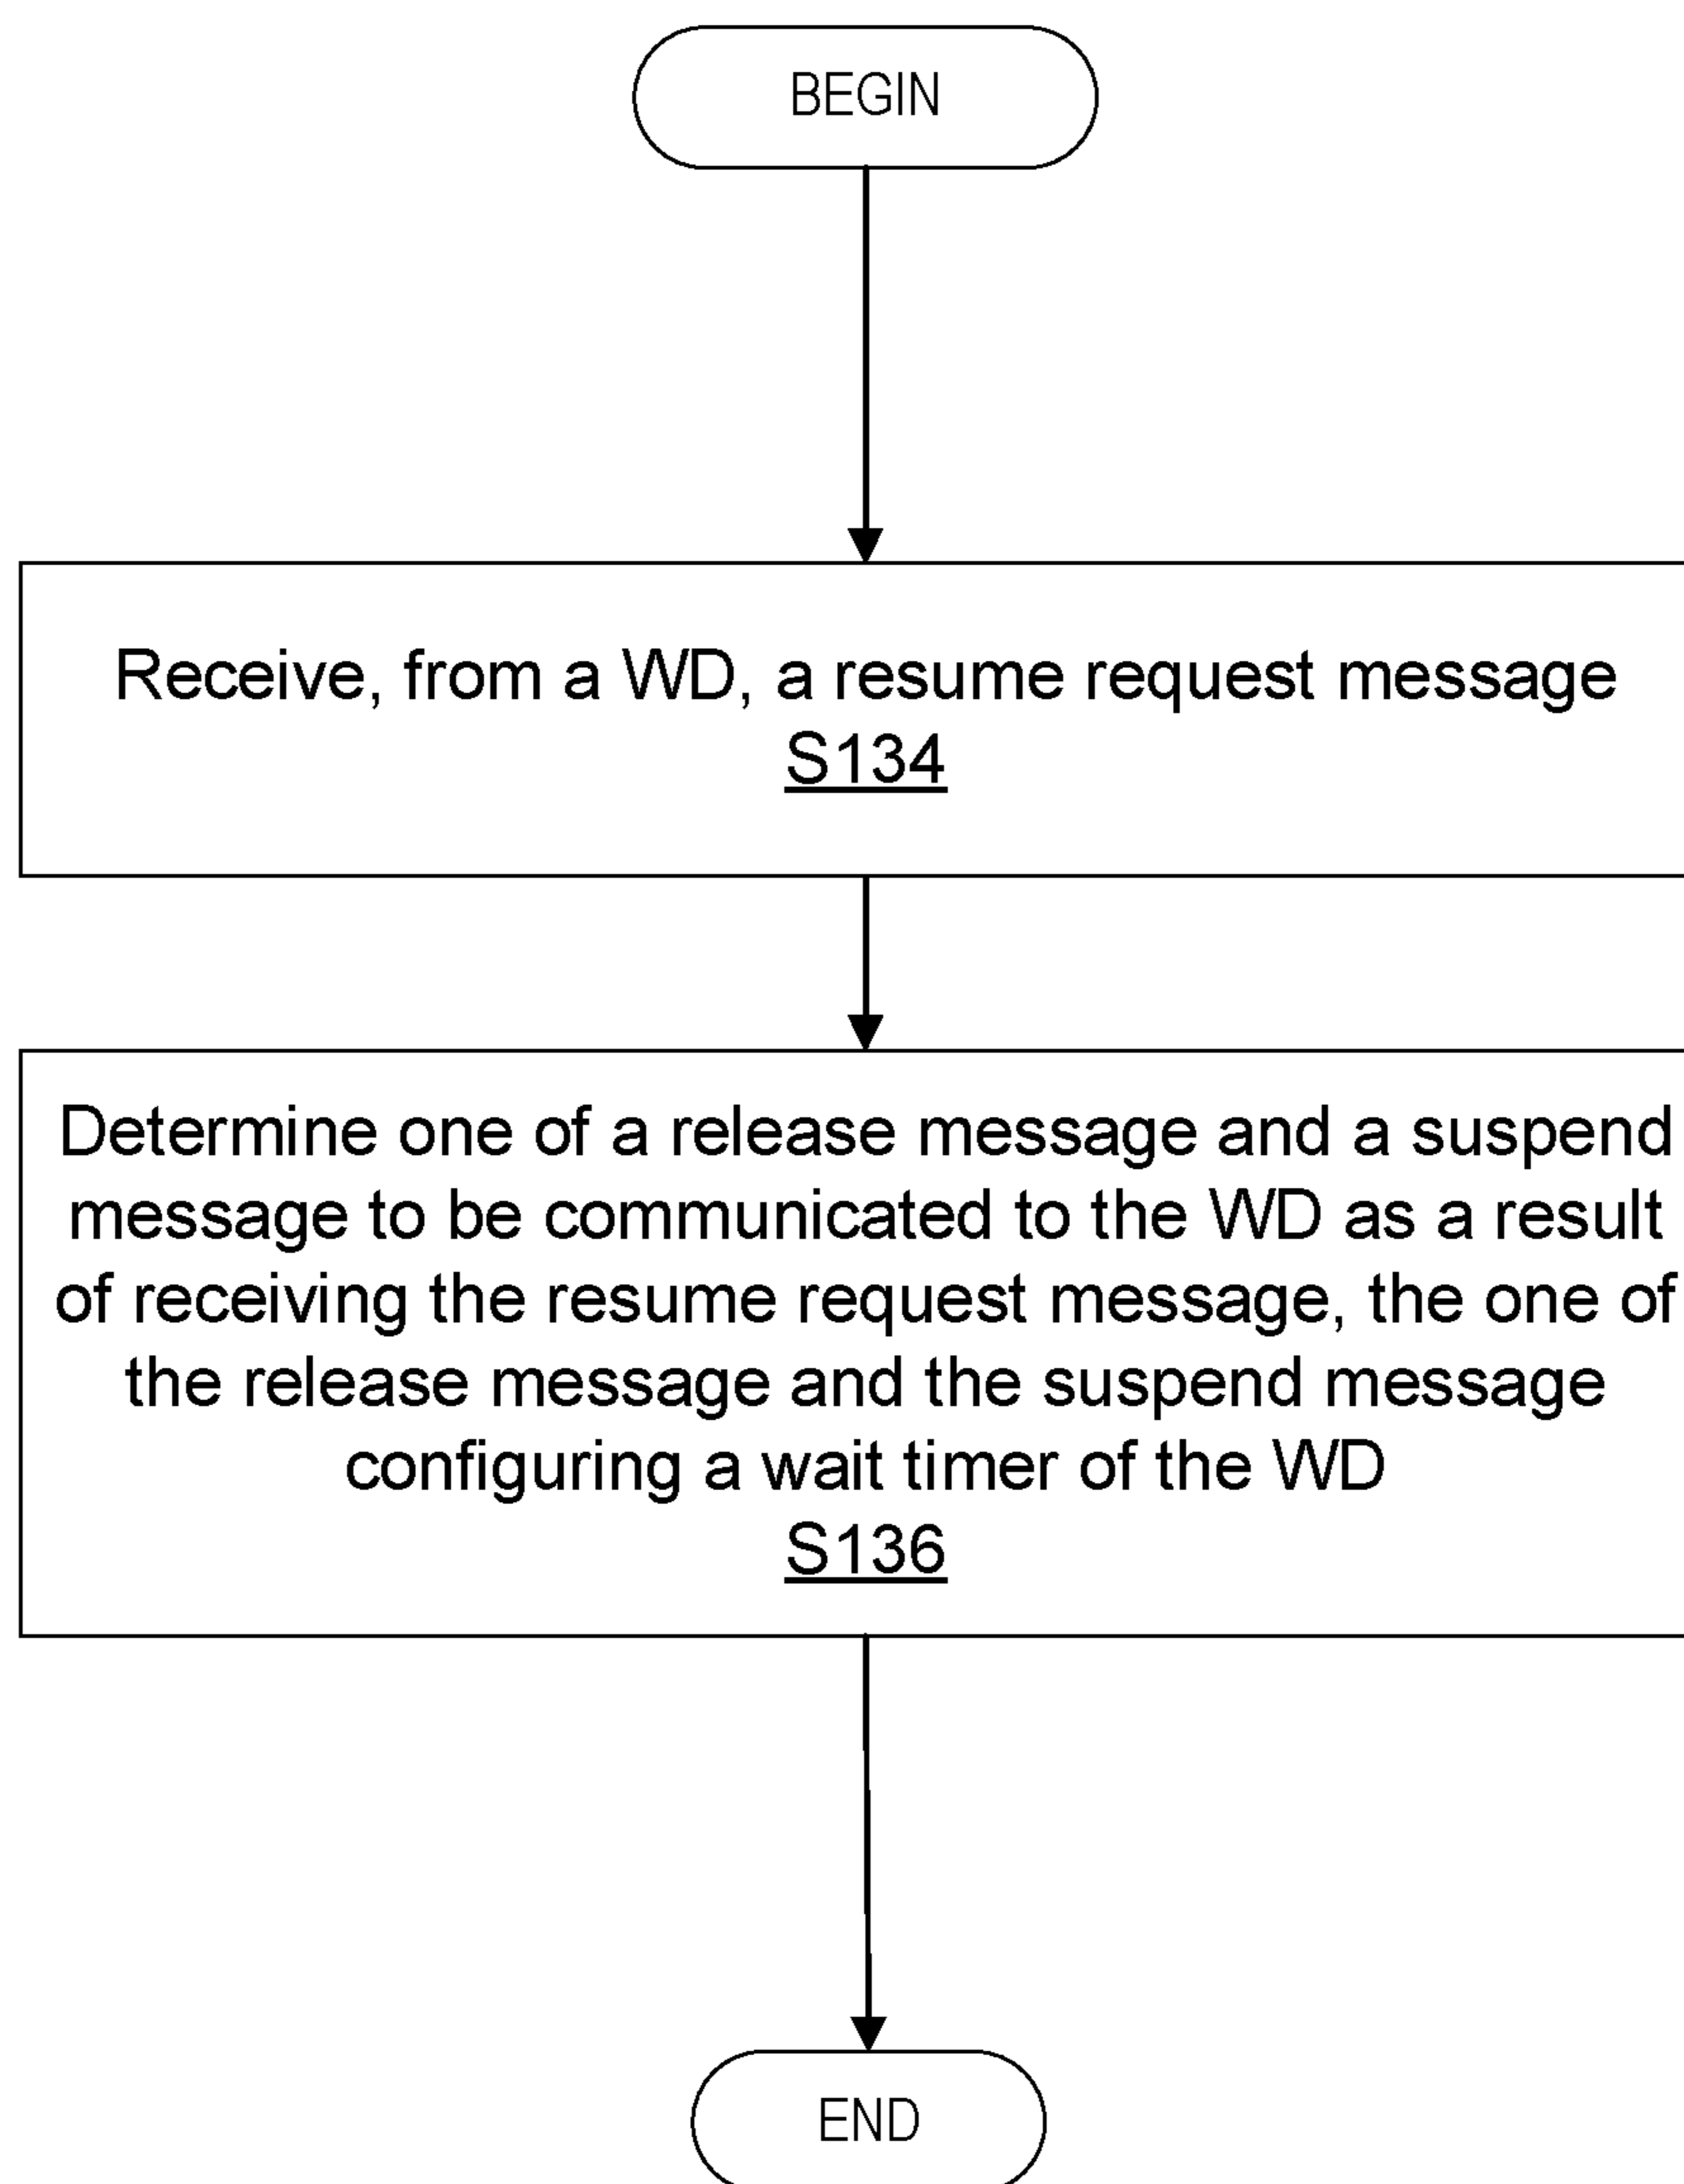 BEGIN
Receive, from a WD, a resume request message
S134
Determine one of a release message and a suspend
message to be communicated to the WD as a result
of receiving the resume request message, the one of
the release message and the suspend message
configuring a wait timer of the WD
S136
END